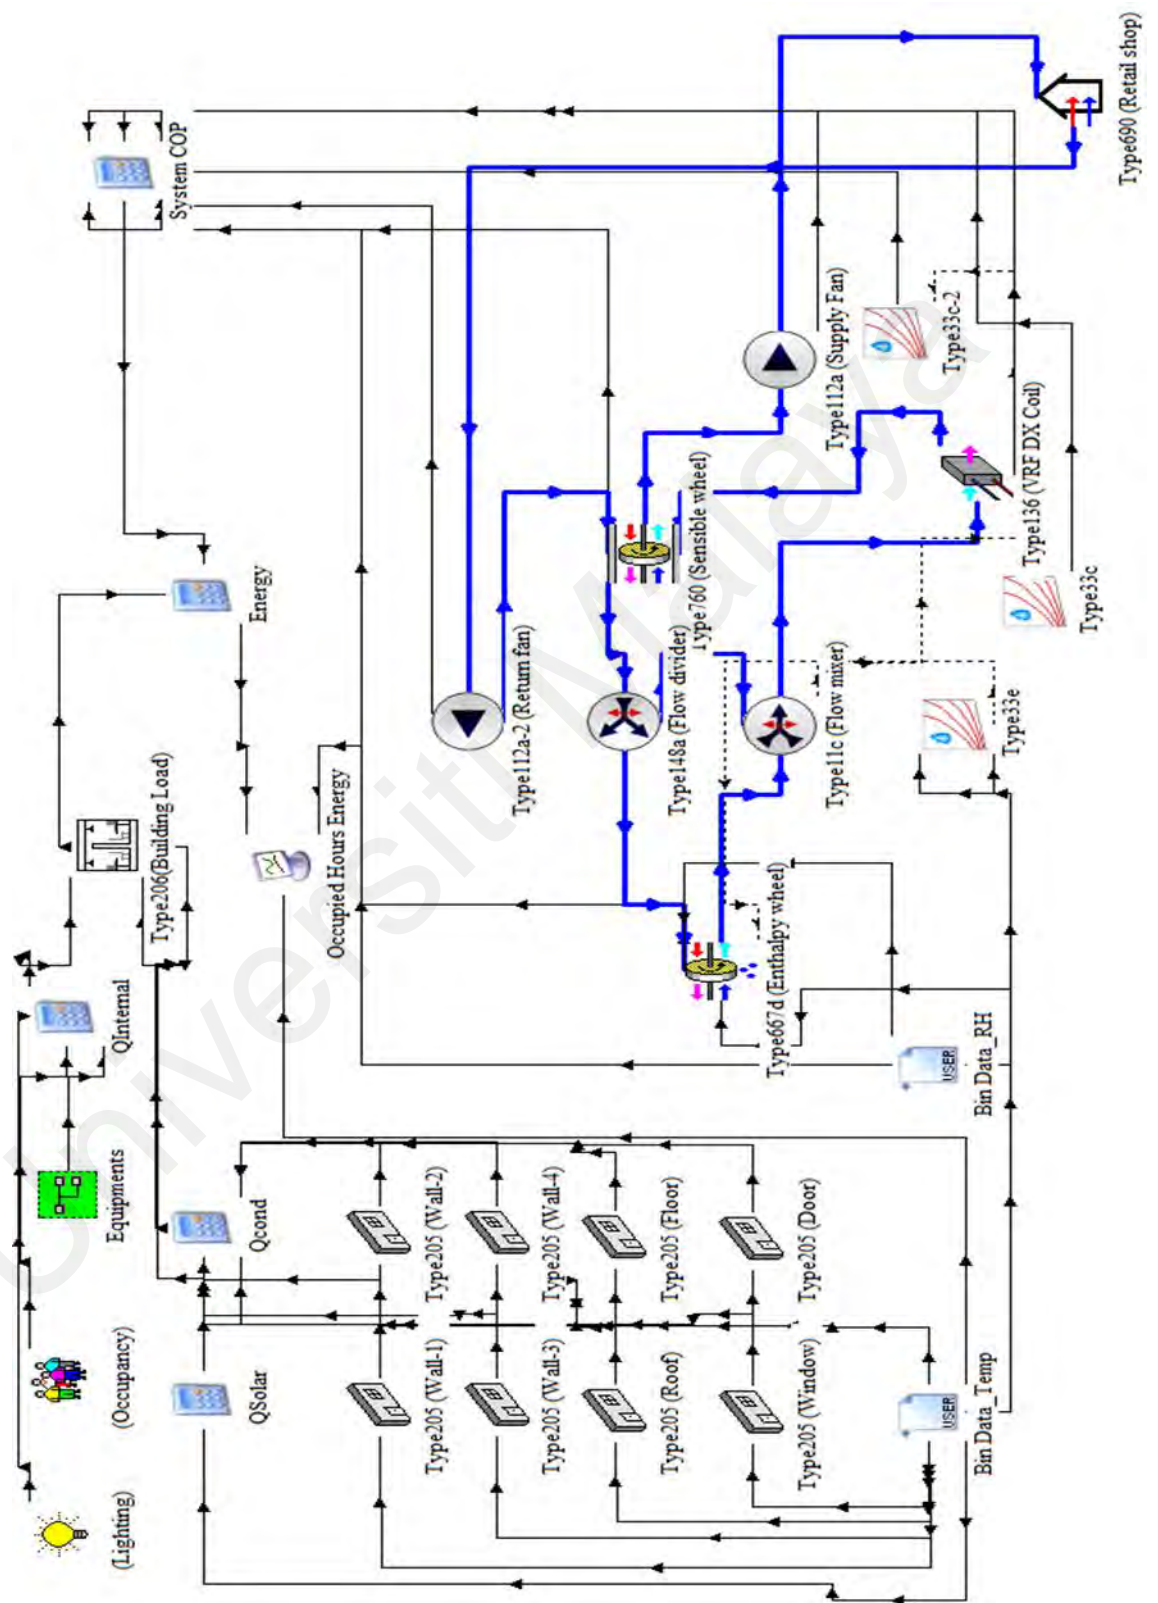 (Lighting)
(Occupancy)
Equipments
QInternal
Type206(Building Load)
Energy
System COP
QSolar
Qcond
Occupied Hours Energy
Type205 (Wall-1)
Type205 (Wall-2)
Type205 (Wall-3)
Type205 (Wall-4)
Type205 (Roof)
Type205 (Floor)
Type205 (Window)
Type205 (Door)
Type112a-2 (Return fan)
Type148a (Flow divider)
Type760 (Sensible wheel)
Type667d (Enthalpy wheel)
Type11c (Flow mixer)
Type112a (Supply Fan)
Type33c-2
Type136 (VRF DX Coil)
Type33e
Type33c
Type690 (Retail shop)
USER
Bin Data_Temp
USER
Bin Data_RH
University Malaya